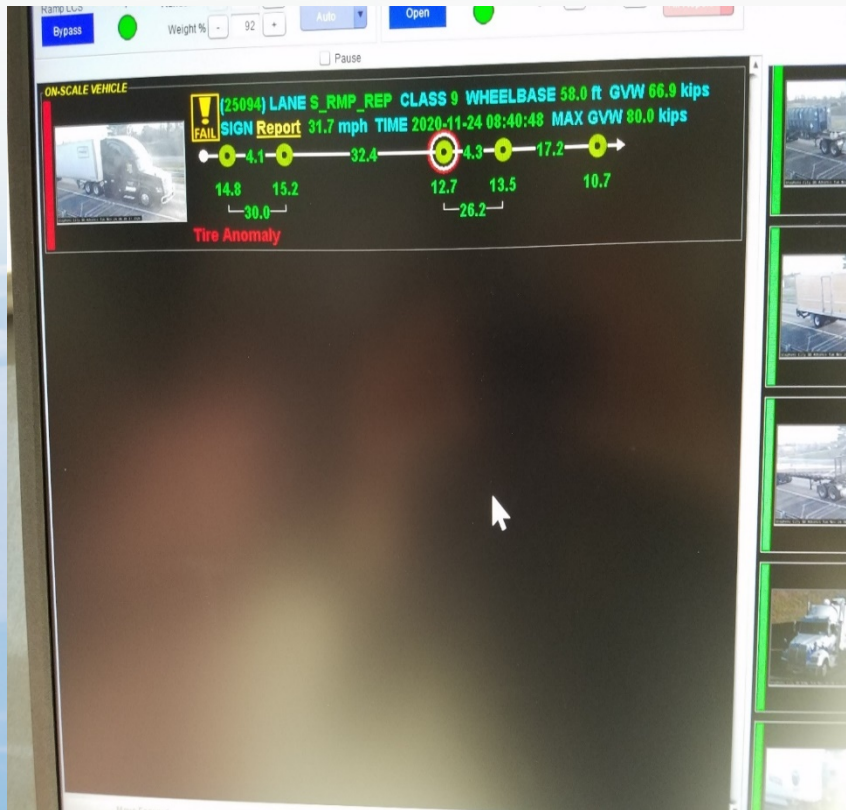 Ramp LCS
Bypass
Weight % - 92 + Auto
Open
Pause
ON-SCALE VEHICLE
FAIL
(25094) LANE S_RMP_REP CLASS 9 WHEELBASE 58.0 ft GVW 66.9 kips
SIGN Report 31.7 mph TIME 2020-11-24 08:40:48 MAX GVW 80.0 kips
4.1 32.4 4.3 17.2
14.8 15.2 12.7 13.5 10.7
30.0 26.2
Tire Anomaly